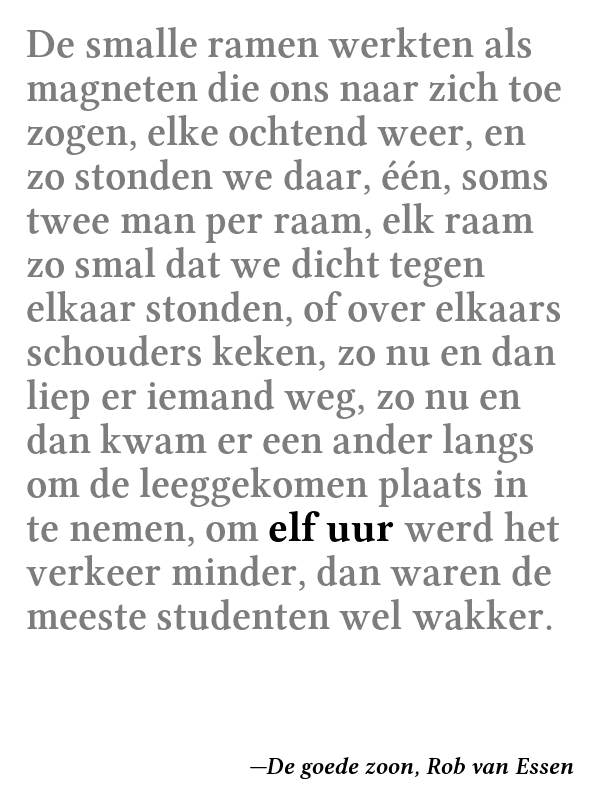 De smalle ramen werkten als
magneten die ons naar zich toe
zogen, elke ochtend weer, en
zo stonden we daar, één, soms
twee man per raam, elk raam
zo smal dat we dicht tegen
elkaar stonden, of over elkaars
schouders keken, zo nu en dan
liep er iemand weg, zo nu en
dan kwam er een ander langs
om de leeggekomen plaats in
te nemen, om elf uur werd het
verkeer minder, dan waren de
meeste studenten wel wakker.
—De goede zoon, Rob van Essen